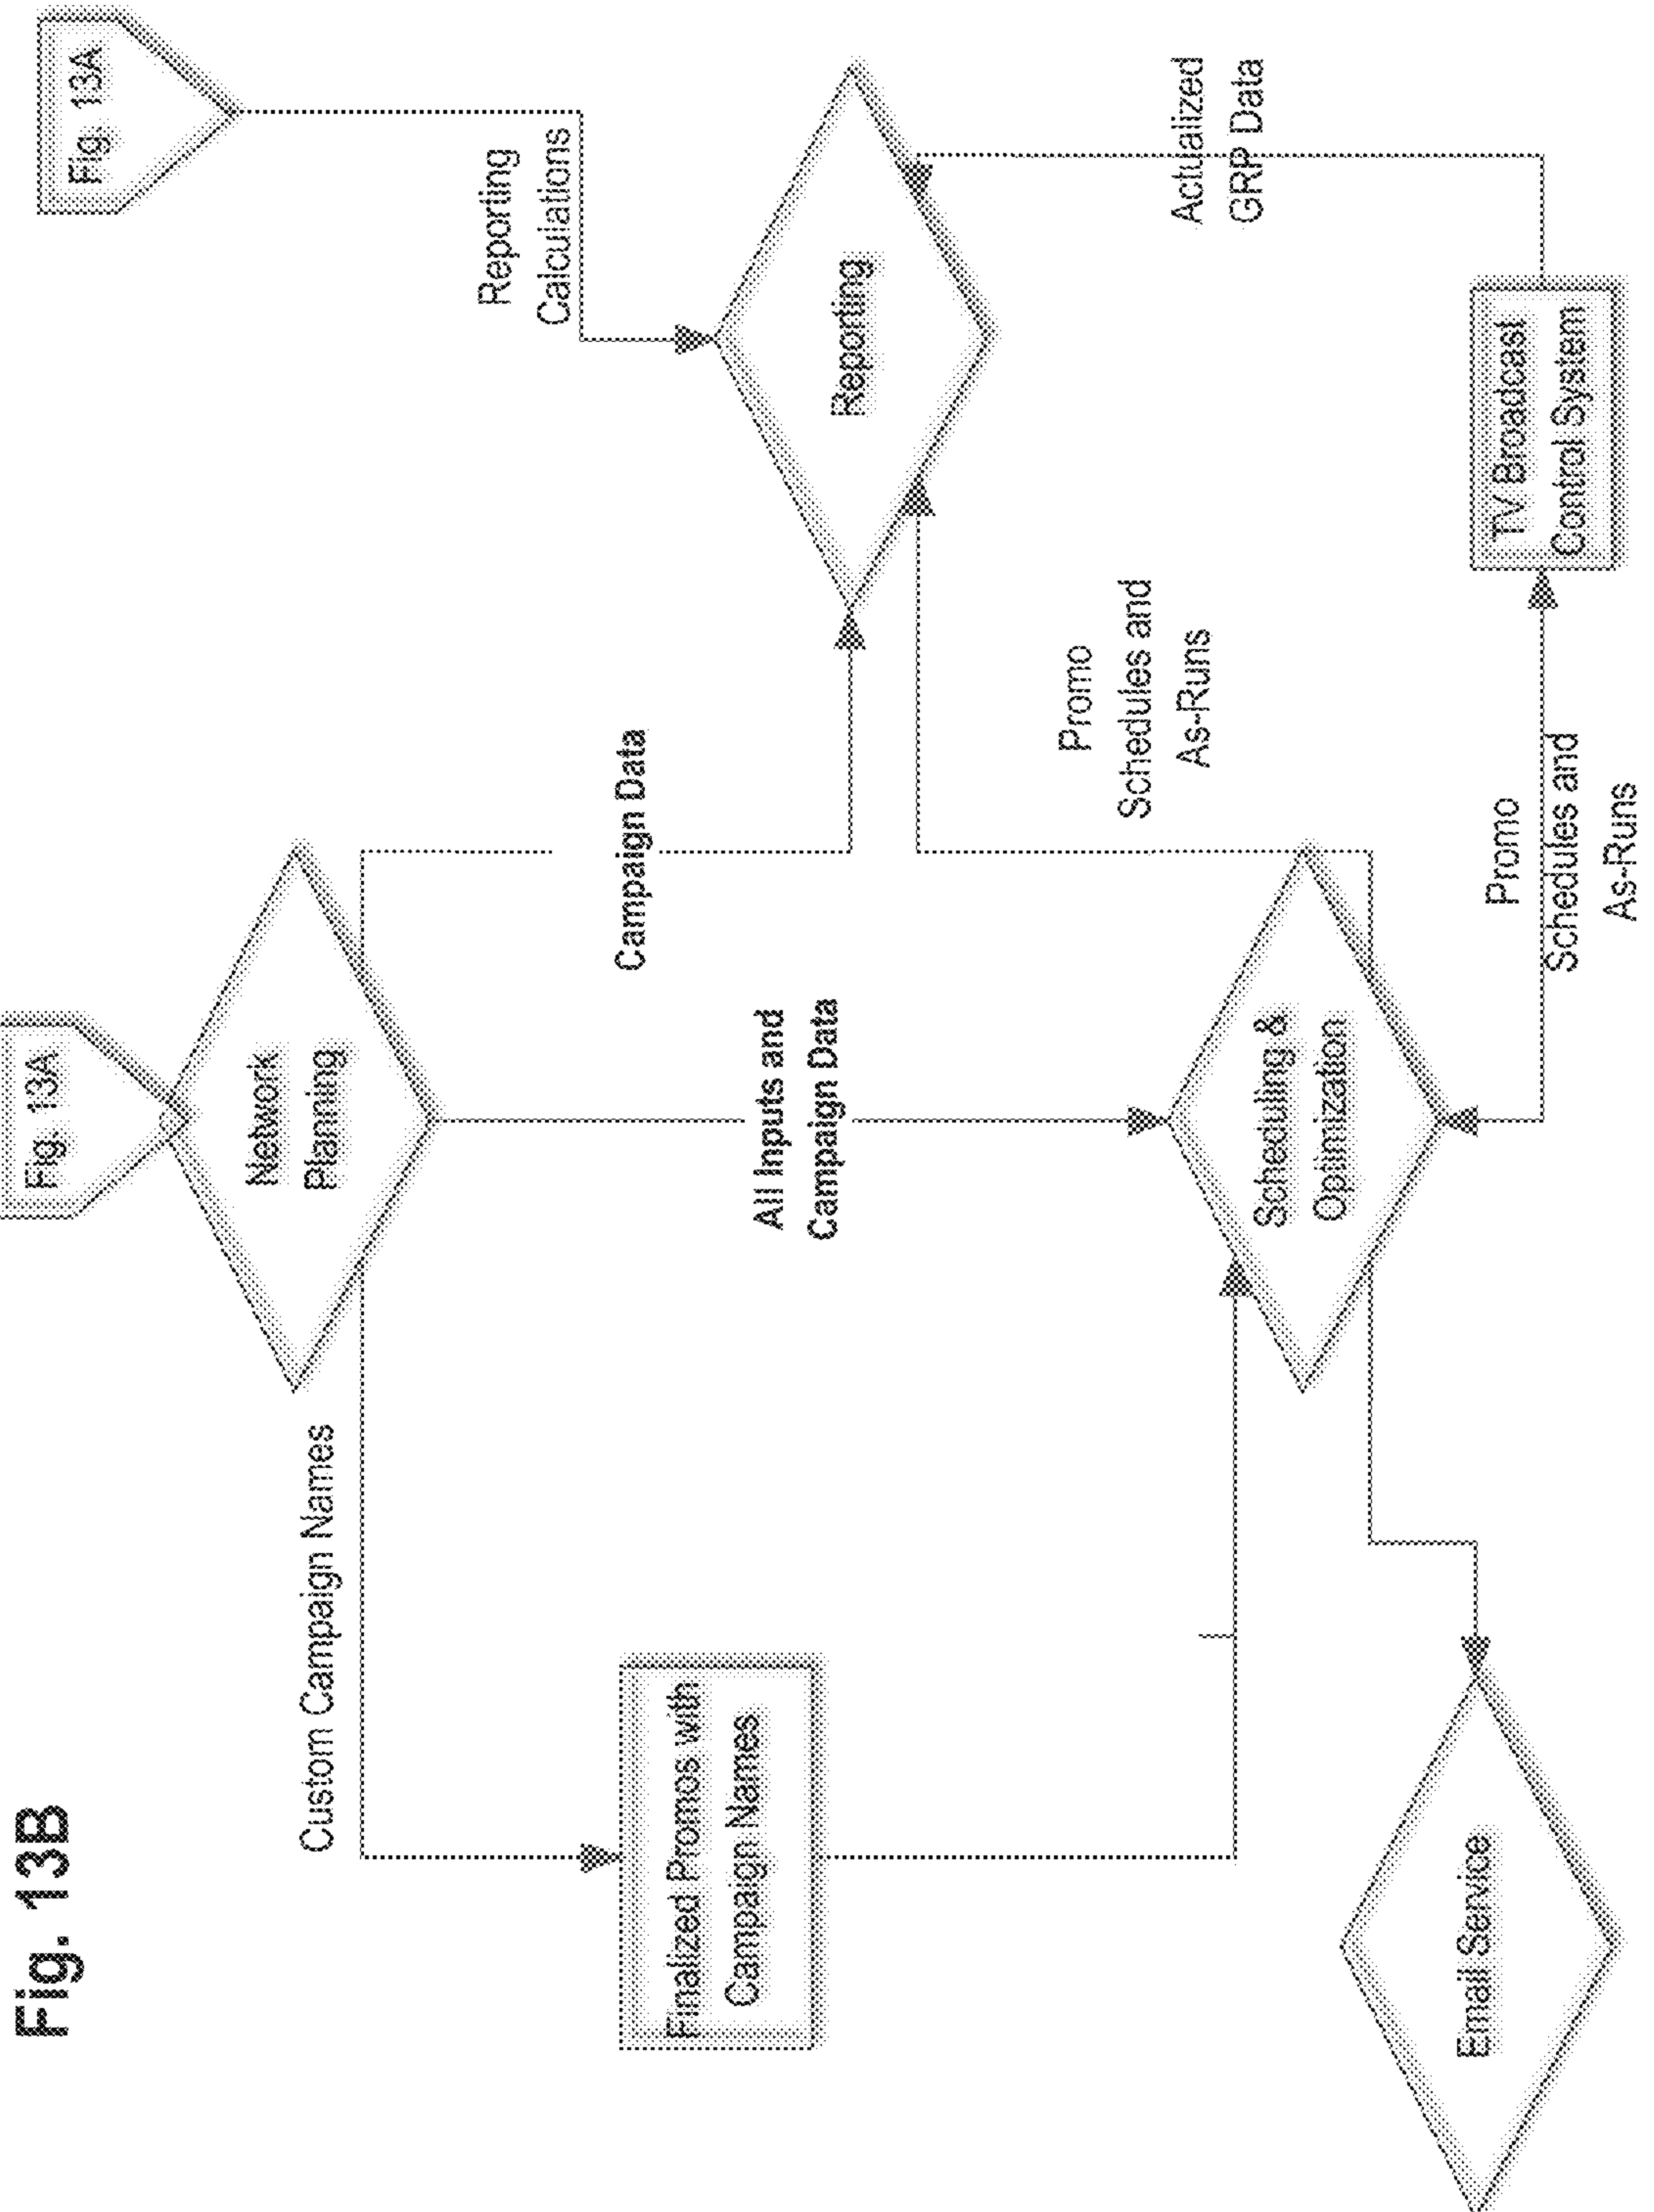 Fig. 13B
Fig. 13A
Fig. 13A
Network
Planning
Custom Campaign Names
Reporting
Calculations
Campaign Data
Finalized Promos with
Campaign Names
All Inputs and
Campaign Data
Reporting
Promo
Schedules and
As-Runs
Actualized
GRP Data
Scheduling &
Optimization
Email Service
Promo
Schedules and
As-Runs
TV Broadcast
Control System